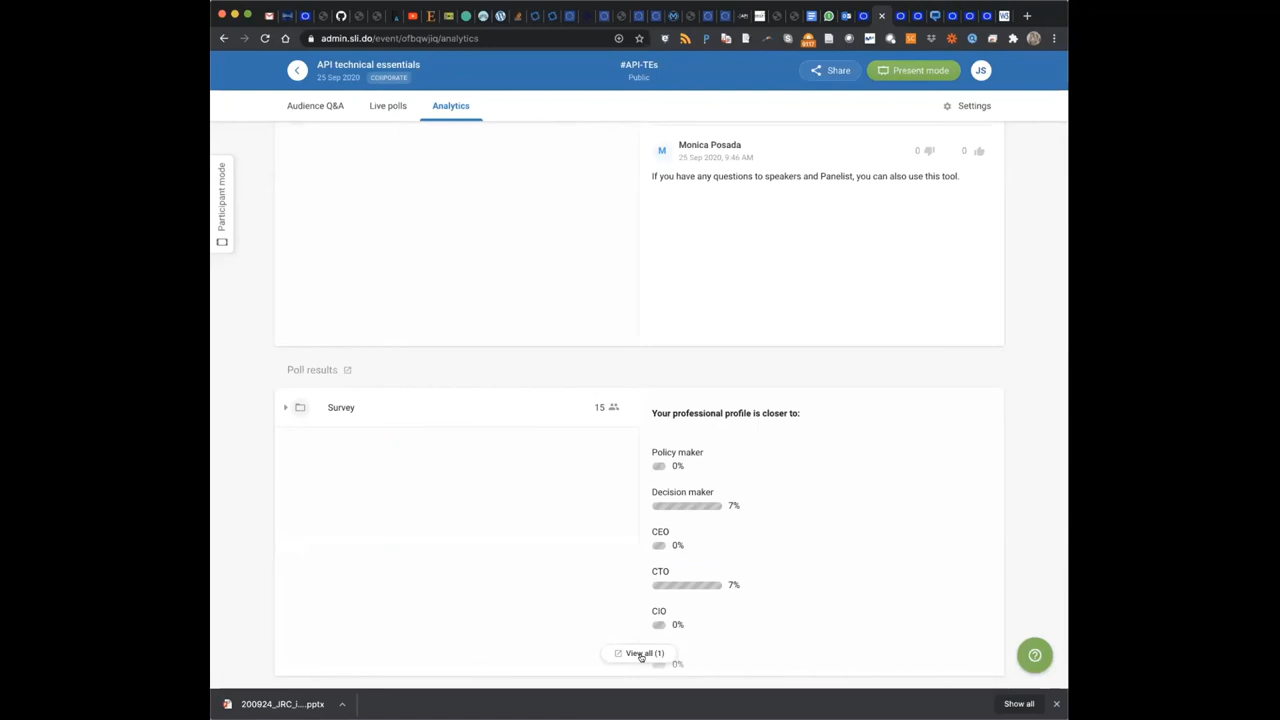 admin.sli.do/event/ofbqwjiq/analytics
API technical essentials
25 Sep 2020
CORPORATE
#API-TEs
Public
Share
Present mode
JS
Audience Q&A
Live polls
Analytics
Settings
Participant mode
M
Monica Posada
25 Sep 2020, 9:46 AM
0
0
If you have any questions to speakers and Panelist, you can also use this tool.
Poll results
Survey
15
Your professional profile is closer to:
Policy maker
0%
Decision maker
7%
CEO
0%
CTO
7%
CIO
0%
View all (1)
0%
200924_JRC_i....pptx
Show all